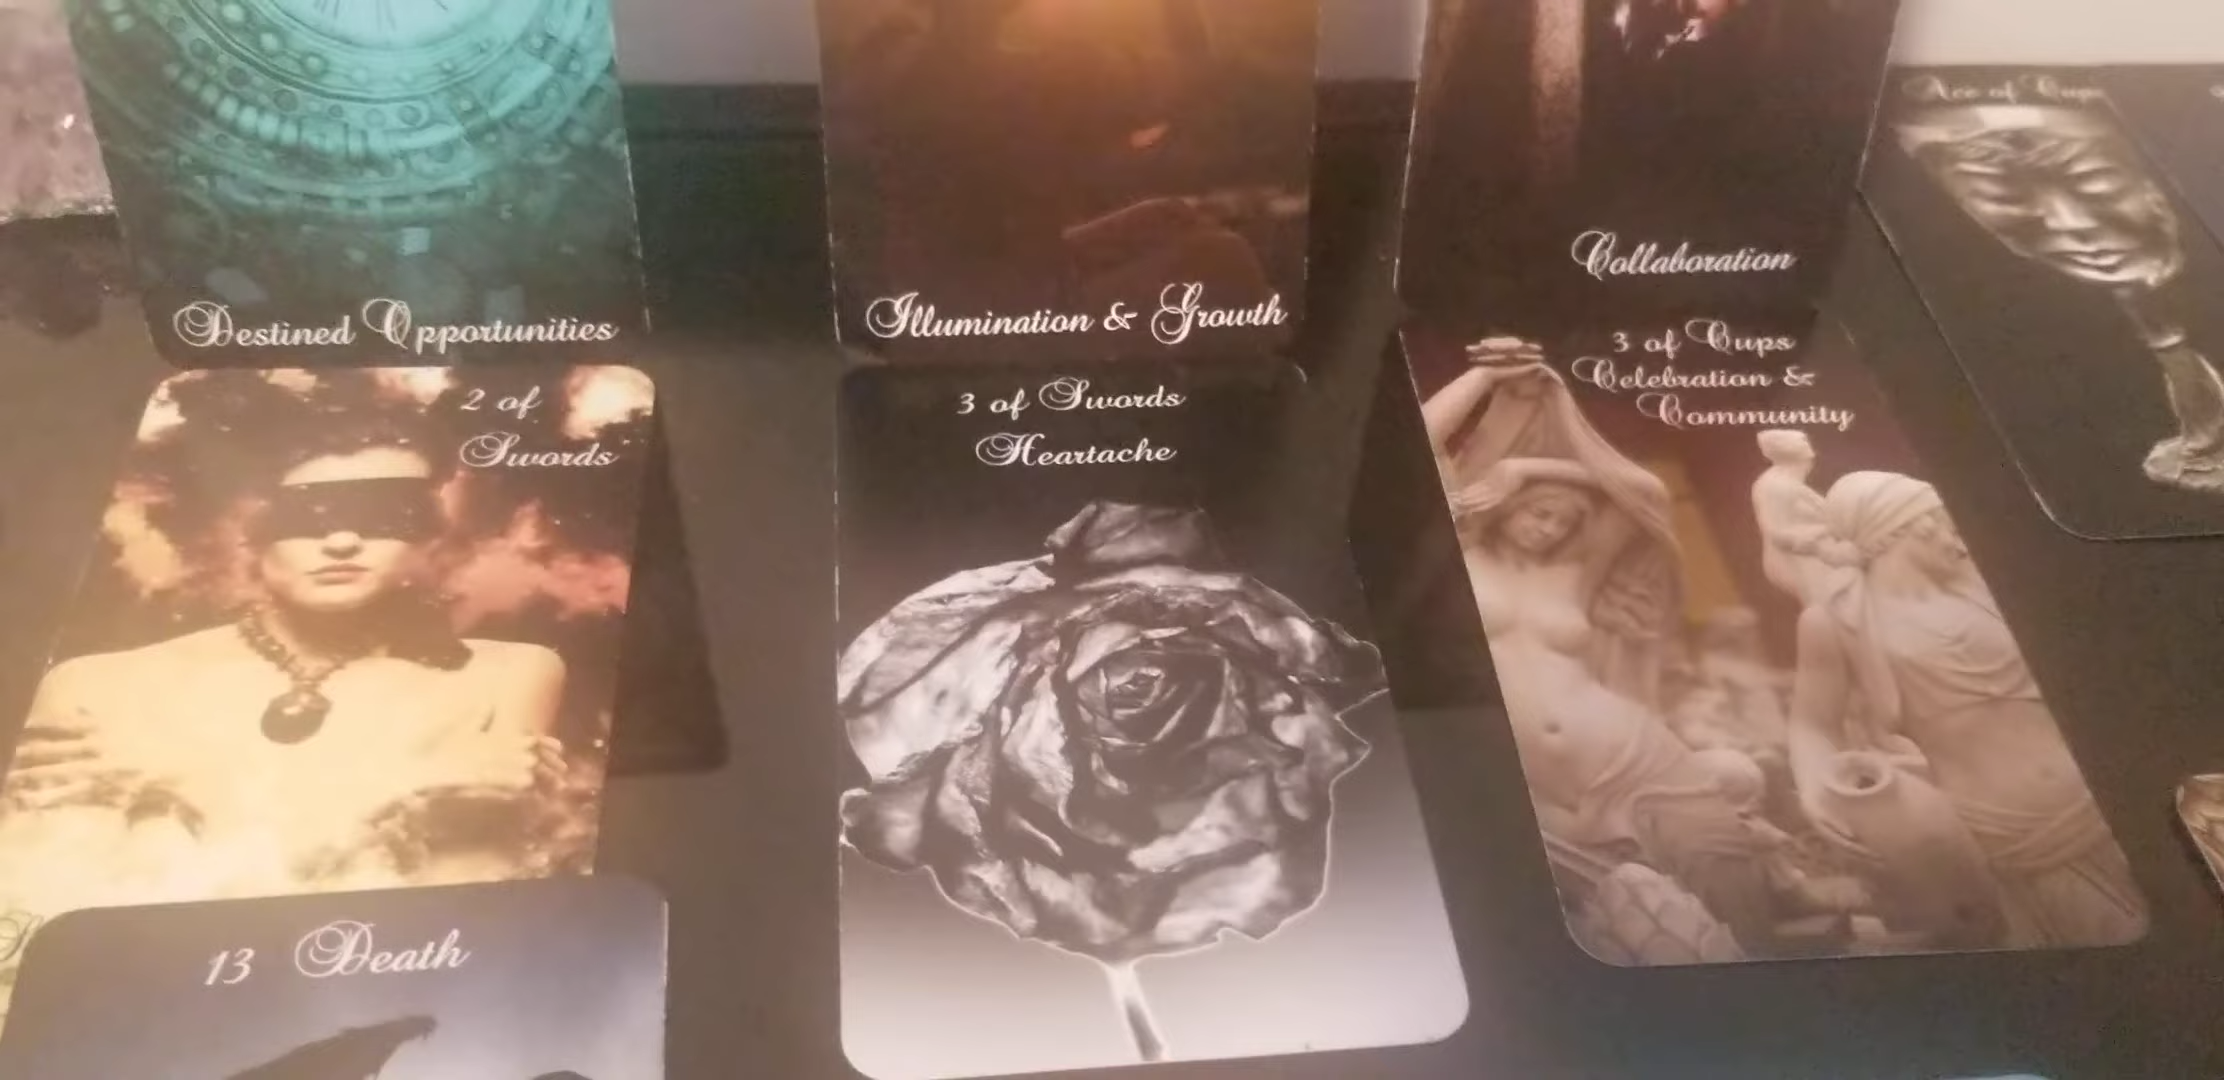 Destined Opportunities
Illumination & Growth
Collaboration
Ace of Cups
2 of
Swords
3 of Swords
Heartache
3 of Cups
Celebration &
Community
13 Death